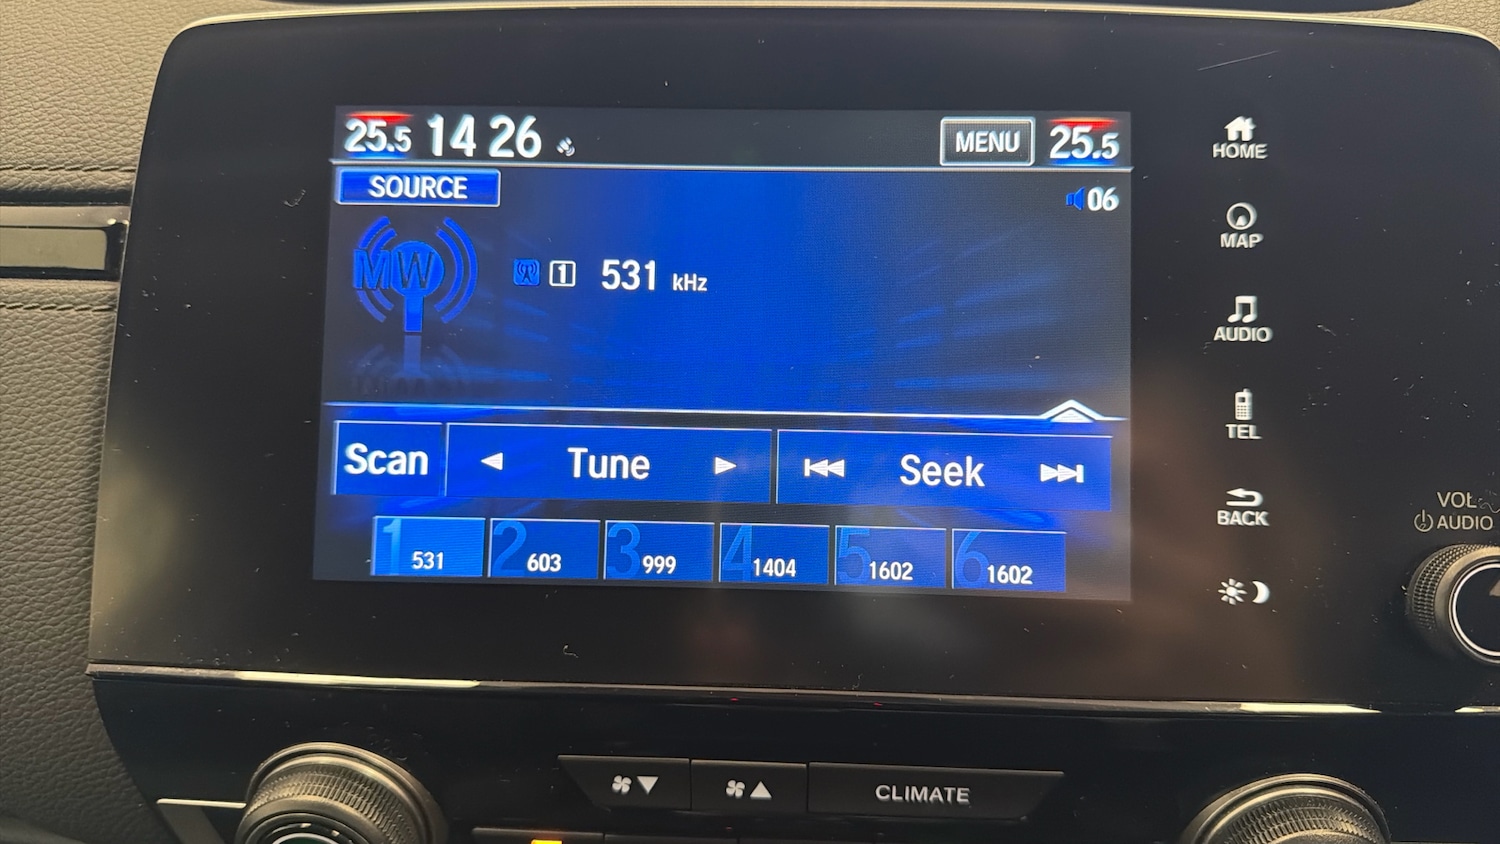 25.5 14 26 MENU 25.5
SOURCE 06
MW 1 531 kHz
Scan Tune Seek
1 531 2 603 3 999 4 1404 5 1602 6 1602
HOME
MAP
AUDIO
TEL
BACK
VOL
AUDIO
CLIMATE